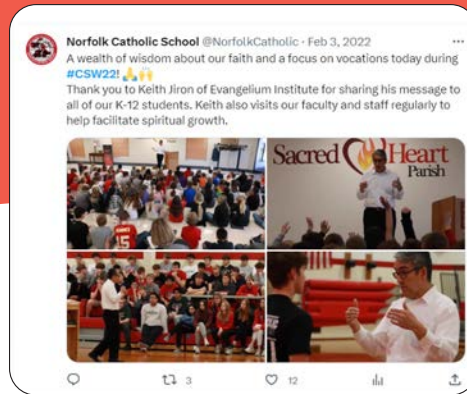 Norfolk Catholic School @NorfolkCatholic · Feb 3, 2022
A wealth of wisdom about our faith and a focus on vocations today during
#CSW22! 🙏🙌
Thank you to Keith Jiron of Evangelium Institute for sharing his message to
all of our K-12 students. Keith also visits our faculty and staff regularly to
help facilitate spiritual growth.
Sacred Heart
Parish
15
3
12